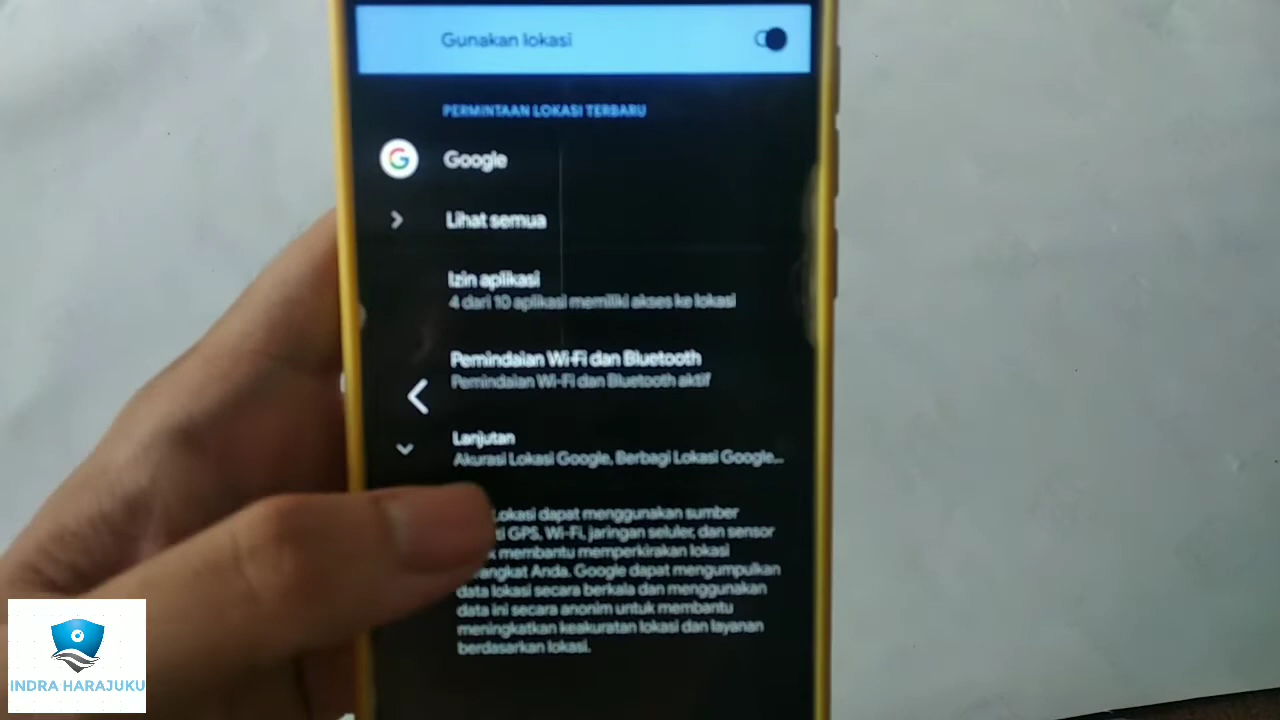 Gunakan lokasi
PERMINTAAN LOKASI TERBARU
Google
Lihat semua
Izin aplikasi
4 dari 10 aplikasi memiliki akses ke lokasi
Pemindaian Wi-Fi dan Bluetooth
Pemindaian Wi-Fi dan Bluetooth aktif
Lanjutan
Akurasi Lokasi Google, Berbagi Lokasi Google...
Lokasi dapat menggunakan sumber
GPS, Wi-Fi, jaringan seluler, dan sensor
membantu memperkirakan lokasi
Anda. Google dapat mengumpulkan
data lokasi secara berkala dan menggunakan
data ini secara anonim untuk membantu
meningkatkan keakuratan lokasi dan layanan
berdasarkan lokasi.
INDRA HARAJUKU